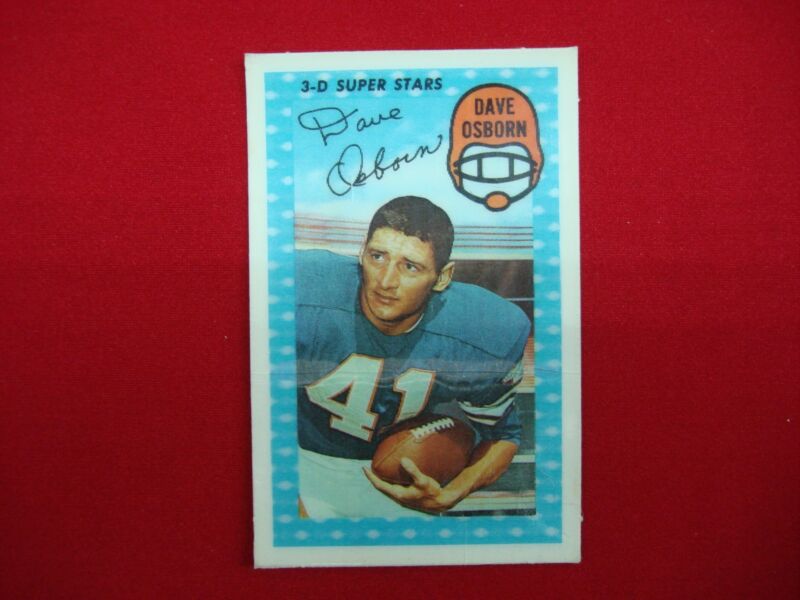 3-D SUPER STARS
Dave
Osborn
DAVE
OSBORN
41